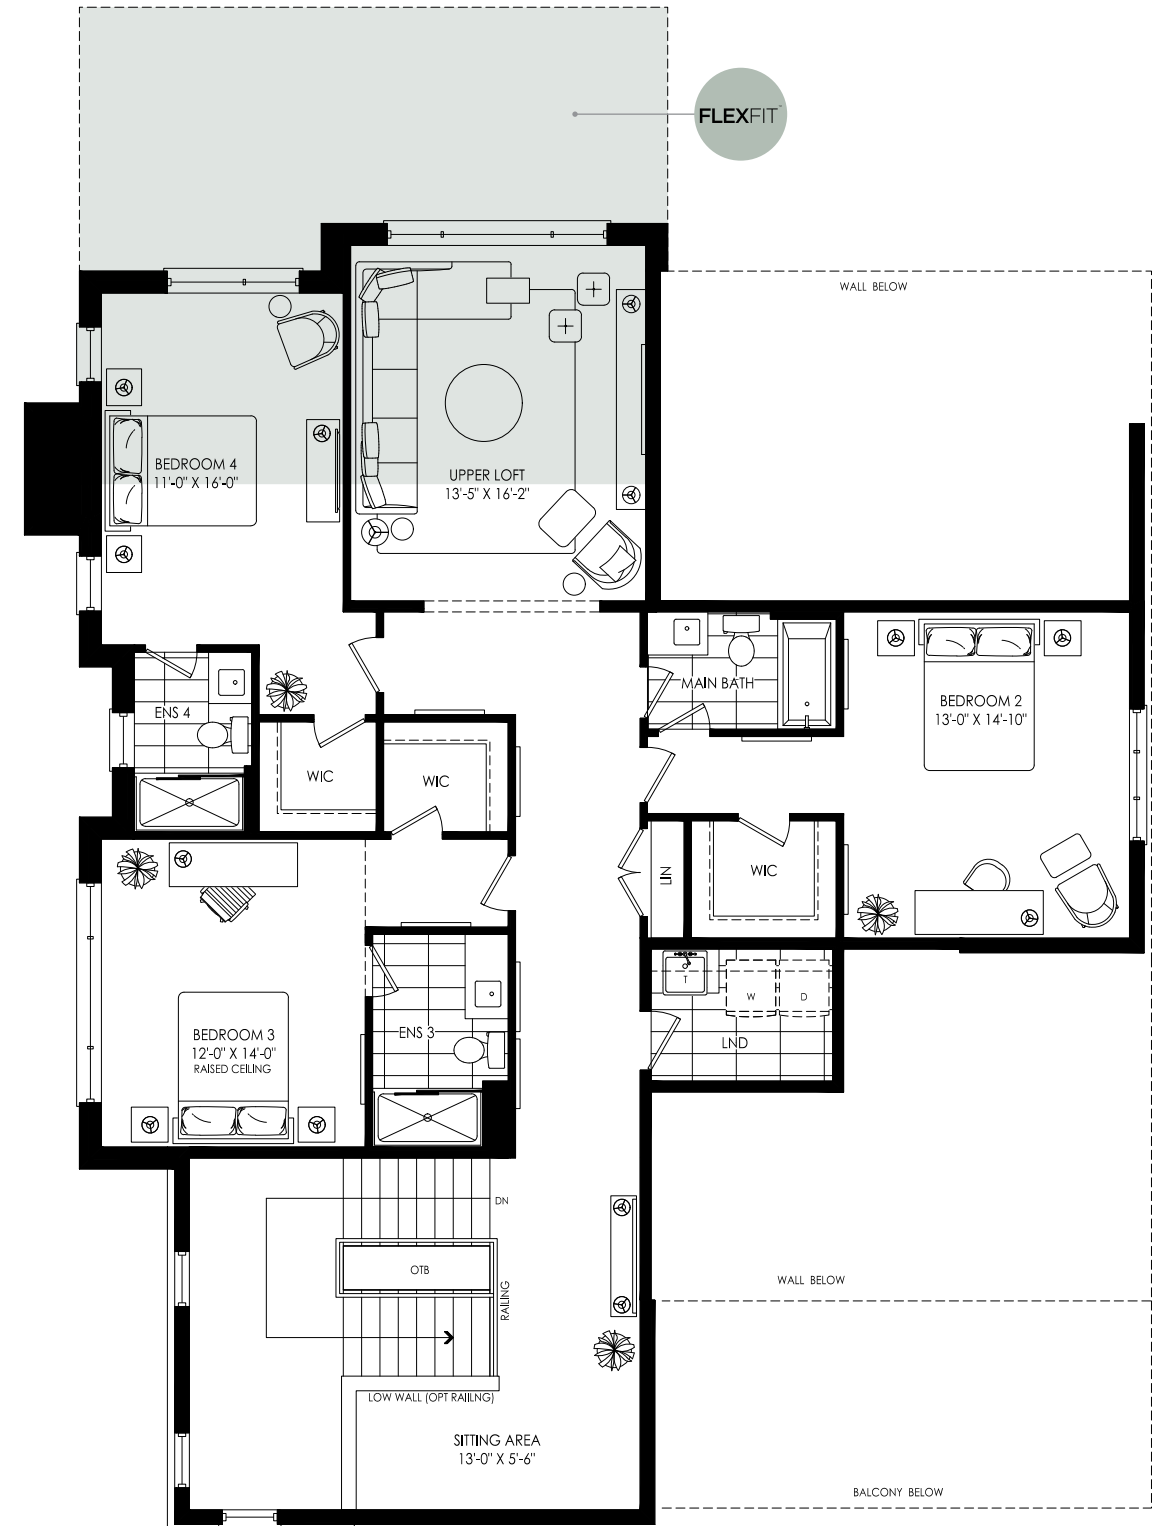 FLEXFIT™
WALL BELOW
BEDROOM 4
11'-0" X 16'-0"
UPPER LOFT
13'-5" X 16'-2"
MAIN BATH
BEDROOM 2
13'-0" X 14'-10"
ENS 4
WIC
WIC
LIN
WIC
T
W
D
BEDROOM 3
12'-0" X 14'-0"
RAISED CEILING
ENS 3
LND
DN
OTB
RAILING
WALL BELOW
LOW WALL (OPT RAIILNG)
SITTING AREA
13'-0" X 5'-6"
BALCONY BELOW